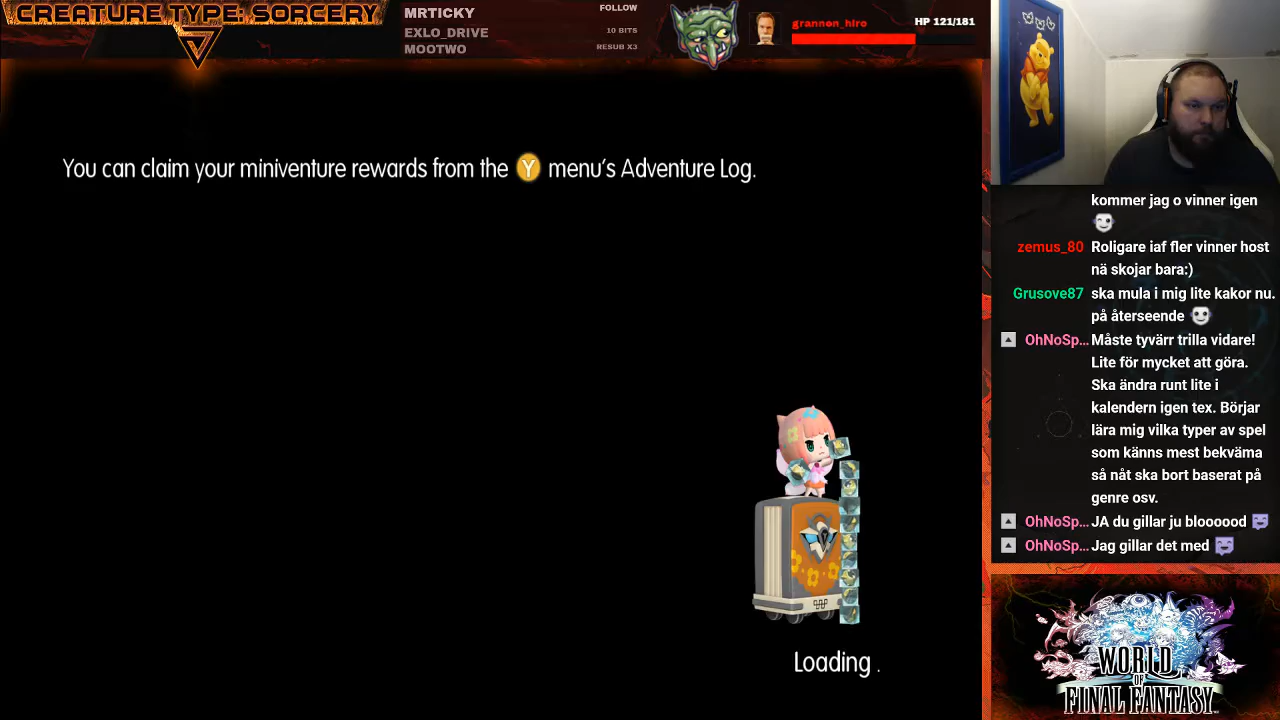 CREATURE TYPE: SORCERY
MRTICKY FOLLOW
EXLO_DRIVE 10 BITS
MOOTWO RESUB X3
grannon_hiro HP 121/181
You can claim your miniventure rewards from the Y menu's Adventure Log.
Loading .
kommer jag o vinner igen
zemus_80 Roligare iaf fler vinner host
nä skojar bara:)
Grusove87 ska mula i mig lite kakor nu.
på återseende
OhNoSp... Måste tyvärr trilla vidare!
Lite för mycket att göra.
Ska ändra runt lite i
kalendern igen tex. Börjar
lära mig vilka typer av spel
som känns mest bekväma
så nåt ska bort baserat på
genre osv.
OhNoSp... JA du gillar ju bloooood
OhNoSp... Jag gillar det med
WORLD
OF
FINAL FANTASY